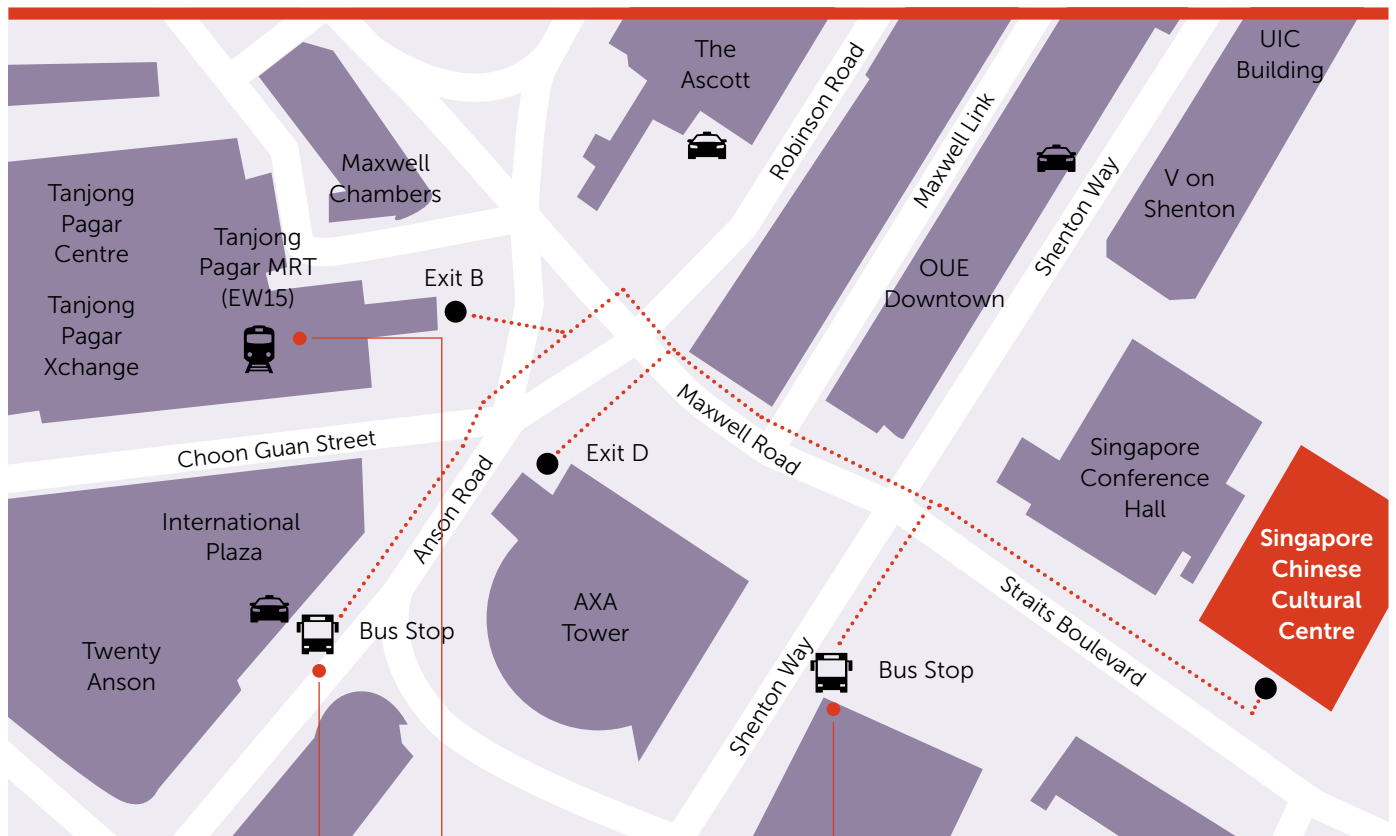 The
Ascott
UIC
Building
Robinson Road
Maxwell Link
Maxwell
Chambers
Tanjong
Pagar
Centre
V on
Shenton
Shenton Way
Tanjong
Pagar MRT
(EW15)
Exit B
OUE
Downtown
Tanjong
Pagar
Xchange
Maxwell Road
Choon Guan Street
Exit D
Singapore
Conference
Hall
Anson Road
International
Plaza
Singapore
Chinese
Cultural
Centre
AXA
Tower
Straits Boulevard
Bus Stop
Twenty
Anson
Shenton Way
Bus Stop